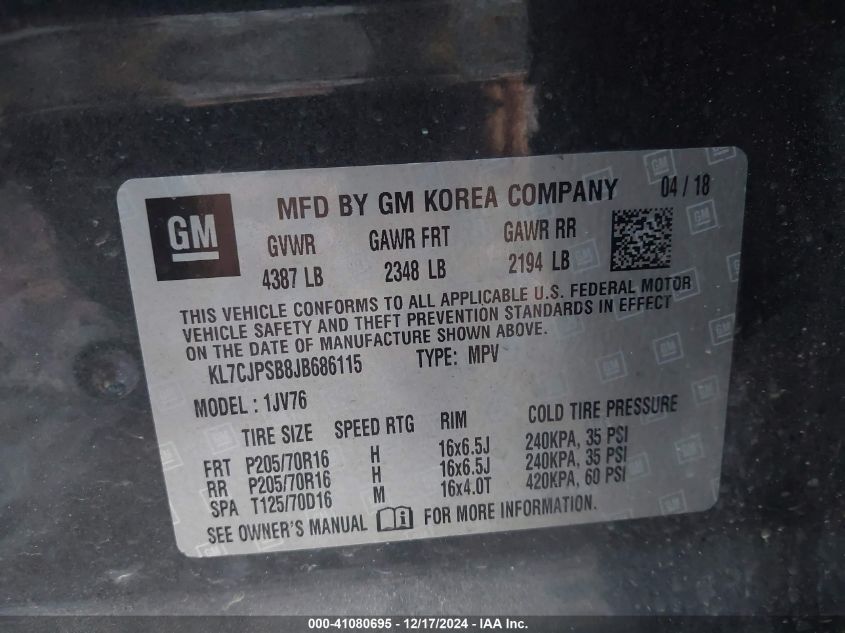 GM
MFD BY GM KOREA COMPANY 04 / 18
GVWR GAWR FRT GAWR RR
4387 LB 2348 LB 2194 LB
THIS VEHICLE CONFORMS TO ALL APPLICABLE U.S. FEDERAL MOTOR
VEHICLE SAFETY AND THEFT PREVENTION STANDARDS IN EFFECT
ON THE DATE OF MANUFACTURE SHOWN ABOVE.
KL7CJPSB8JB686115 TYPE: MPV
MODEL : 1JV76
TIRE SIZE SPEED RTG RIM COLD TIRE PRESSURE
FRT P205/70R16 H 16x6.5J 240KPA, 35 PSI
RR P205/70R16 H 16x6.5J 240KPA, 35 PSI
SPA T125/70D16 M 16x4.0T 420KPA, 60 PSI
SEE OWNER'S MANUAL FOR MORE INFORMATION.
000-41080695 - 12/17/2024 - IAA Inc.